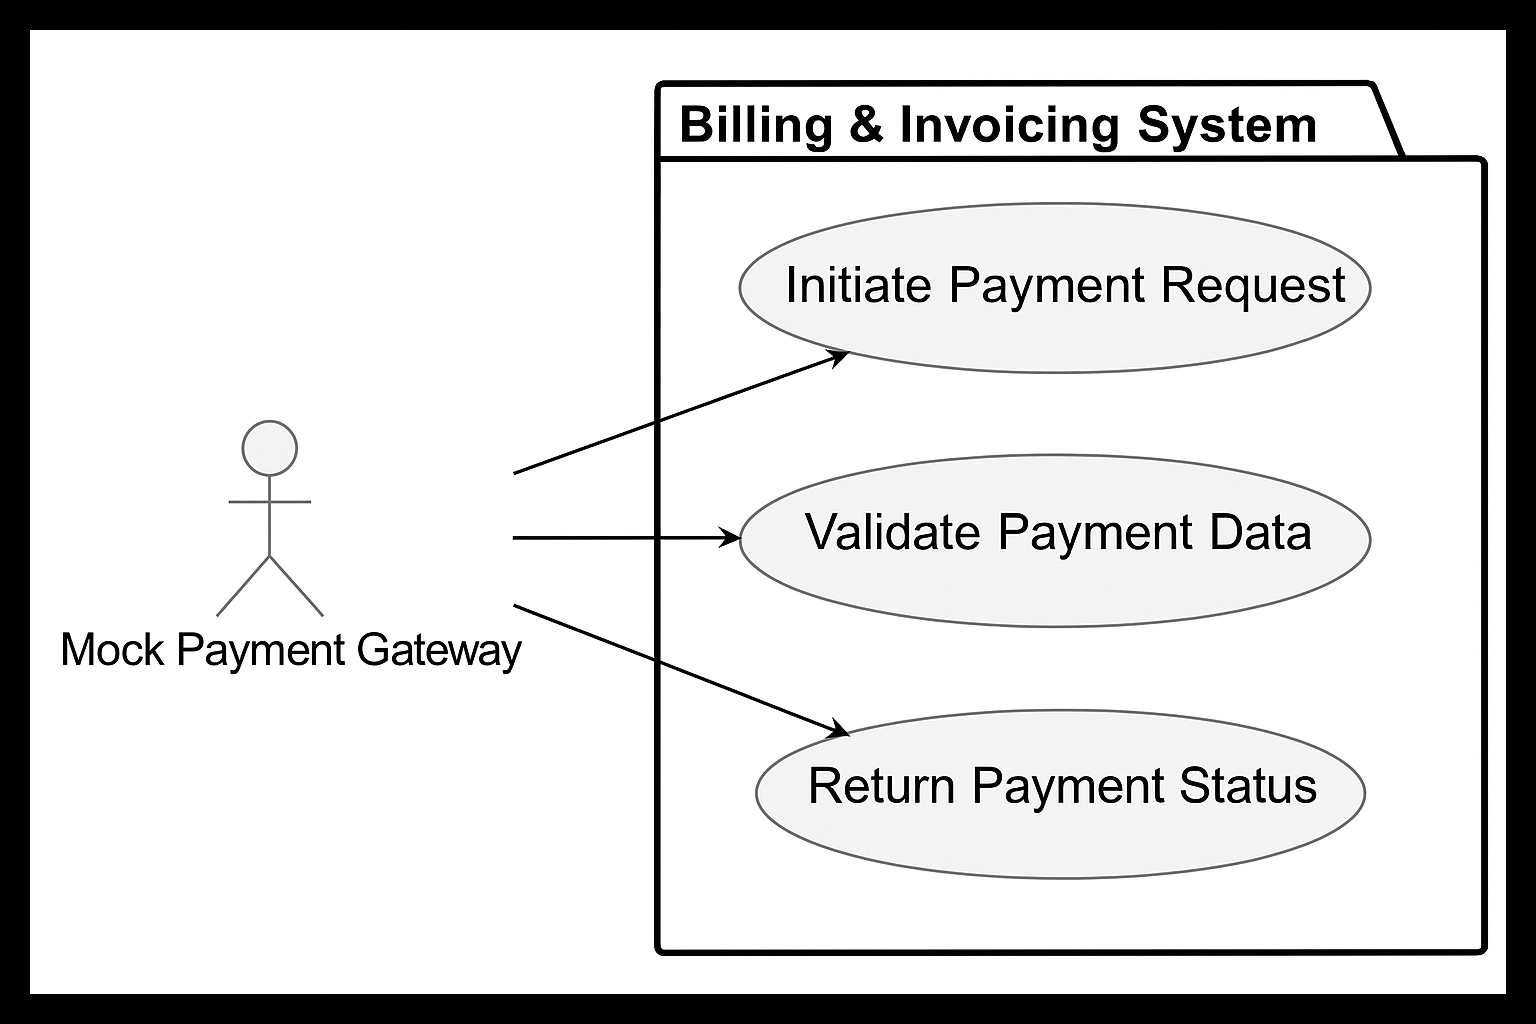 Billing & Invoicing System
Initiate Payment Request
Validate Payment Data
Mock Payment Gateway
Return Payment Status